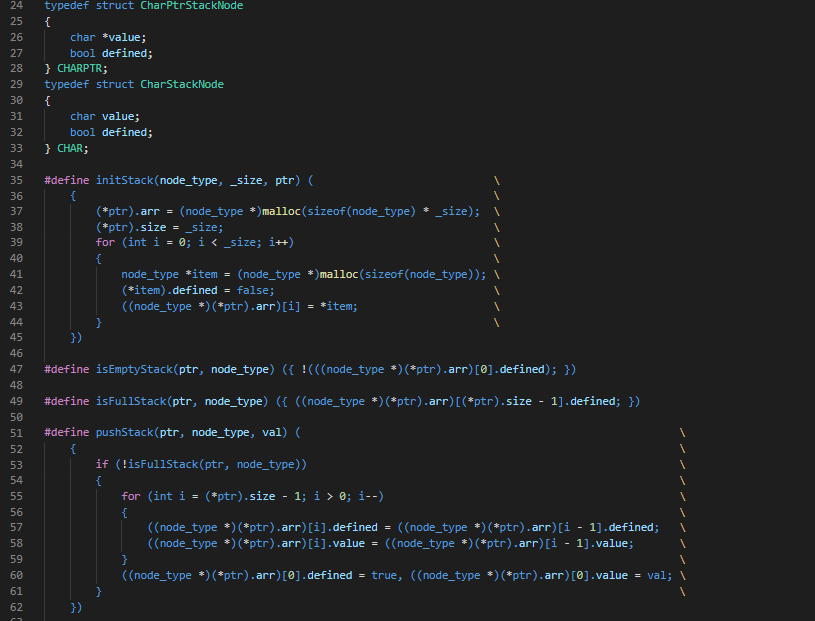 24 typedef struct CharPtrStackNode
25 {
26     char *value;
27     bool defined;
28 } CHARPTR;
29 typedef struct CharStackNode
30 {
31     char value;
32     bool defined;
33 } CHAR;
34
35 #define initStack(node_type, _size, ptr) ( \
36     { \
37         (*ptr).arr = (node_type *)malloc(sizeof(node_type) * _size); \
38         (*ptr).size = _size; \
39         for (int i = 0; i < _size; i++) \
40         { \
41             node_type *item = (node_type *)malloc(sizeof(node_type)); \
42             (*item).defined = false; \
43             ((node_type *)(*ptr).arr)[i] = *item; \
44         } \
45     })
46
47 #define isEmptyStack(ptr, node_type) ({ !(((node_type *)(*ptr).arr)[0].defined); })
48
49 #define isFullStack(ptr, node_type) ({ ((node_type *)(*ptr).arr)[(*ptr).size - 1].defined; })
50
51 #define pushStack(ptr, node_type, val) ( \
52     { \
53         if (!isFullStack(ptr, node_type)) \
54         { \
55             for (int i = (*ptr).size - 1; i > 0; i--) \
56             { \
57                 ((node_type *)(*ptr).arr)[i].defined = ((node_type *)(*ptr).arr)[i - 1].defined; \
58                 ((node_type *)(*ptr).arr)[i].value = ((node_type *)(*ptr).arr)[i - 1].value; \
59             } \
60             ((node_type *)(*ptr).arr)[0].defined = true, ((node_type *)(*ptr).arr)[0].value = val; \
61         } \
62     })